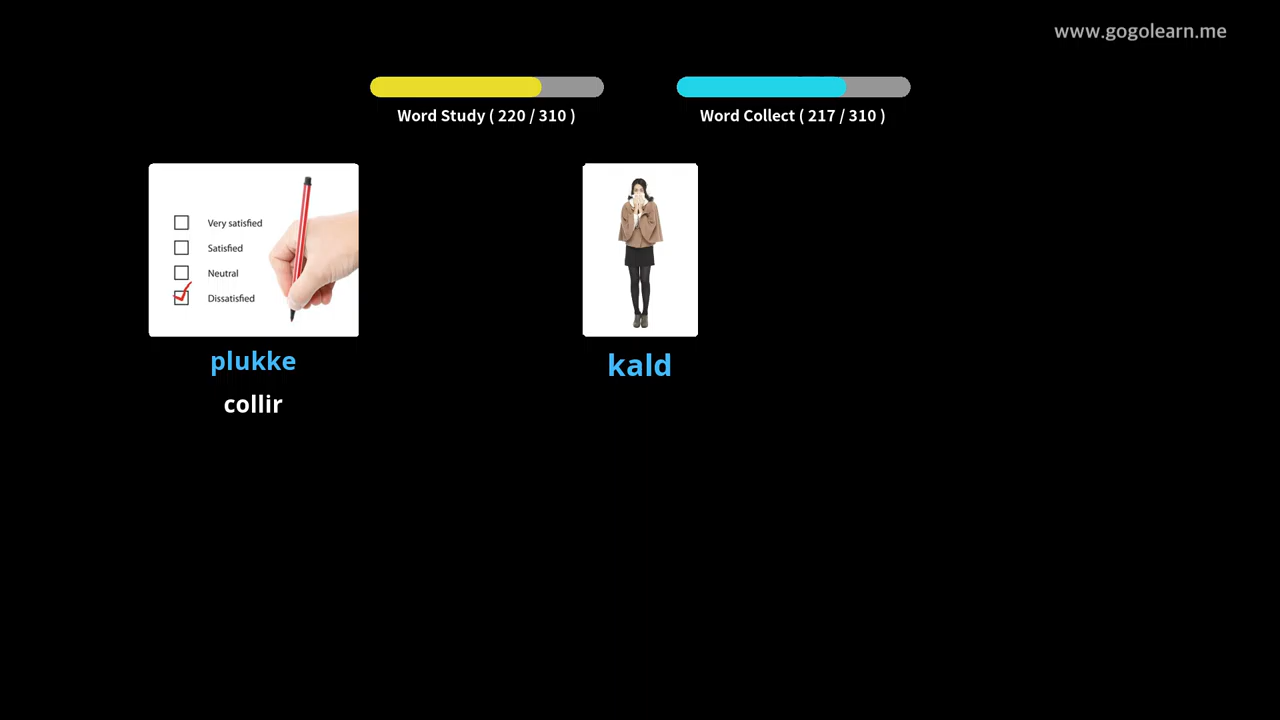 www.gogolearn.me
Word Study ( 220 / 310 )
Word Collect ( 217 / 310 )
Very satisfied
Satisfied
Neutral
Dissatisfied
plukke
collir
kald